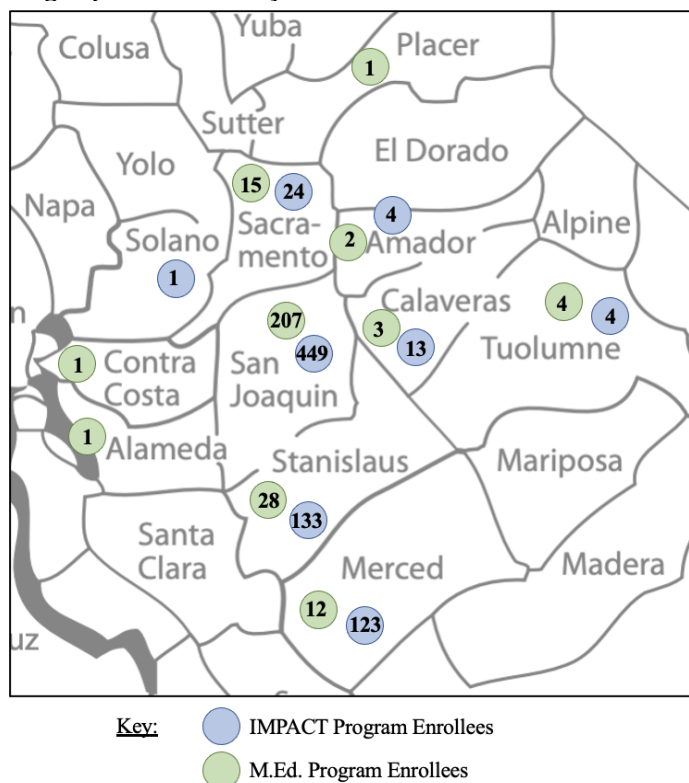 Yuba
Placer
Colusa
1
Sutter
El Dorado
Yolo
15
24
Napa
4
Alpine
Sacra-
mento
2
Amador
Solano
1
Calaveras
4
4
207
3
13
Tuolumne
449
San
Joaquin
1
Contra
Costa
1
Alameda
Stanislaus
Mariposa
28
133
Santa
Clara
Merced
Madera
12
123
uz
Key:
IMPACT Program Enrollees
M.Ed. Program Enrollees